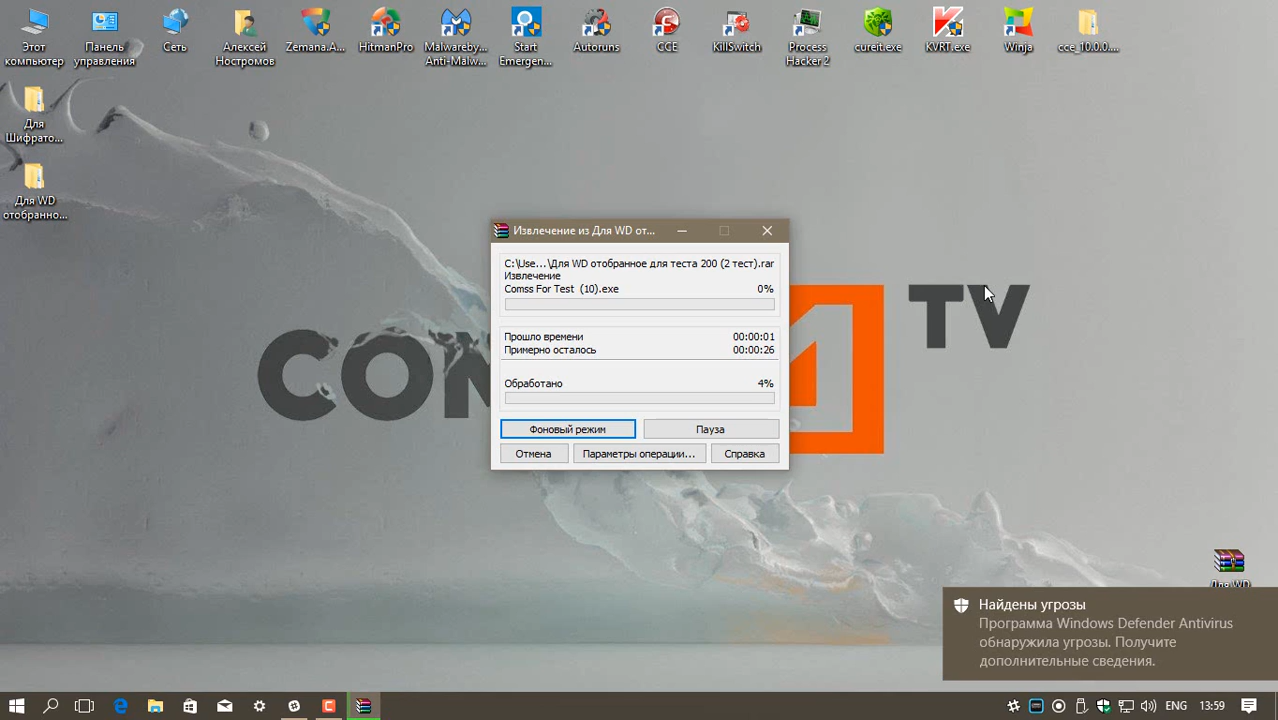 Этот
компьютер
Панель
управления
Сеть
Алексей
Ностромов
Zemana.A...
HitmanPro
Malwareby...
Anti-Malw...
Start
Emergen...
Autoruns
CCE
KillSwitch
Process
Hacker 2
cureit.exe
KVRT.exe
Winja
cce_10.0.0....
Для
Шифрато...
Для WD
отобранно...
Извлечение из Для WD от...
C:\Use...\Для WD отобранное для теста 200 (2 тест).rar
Извлечение
Comss For Test (10).exe 0%
Прошло времени 00:00:01
Примерно осталось 00:00:26
Обработано 4%
Фоновый режим Пауза
Отмена Параметры операции... Справка
TV
Для WD
Найдены угрозы
Программа Windows Defender Antivirus
обнаружила угрозы. Получите
дополнительные сведения.
ENG 13:59